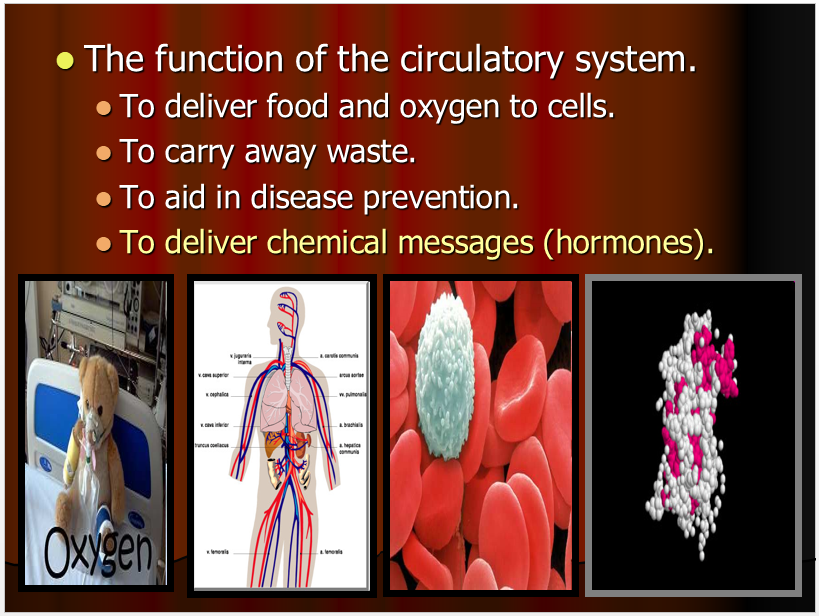 The function of the circulatory system.
To deliver food and oxygen to cells.
To carry away waste.
To aid in disease prevention.
To deliver chemical messages (hormones).
Oxygen
v. jugularis interna
a. carotis communis
v. cava superior
arcus aortae
v. cephalica
vv. pulmonalis
a. brachialis
v. cava inferior
truncus coeliacus
a. hepatica communis
v. femoralis
a. femoralis